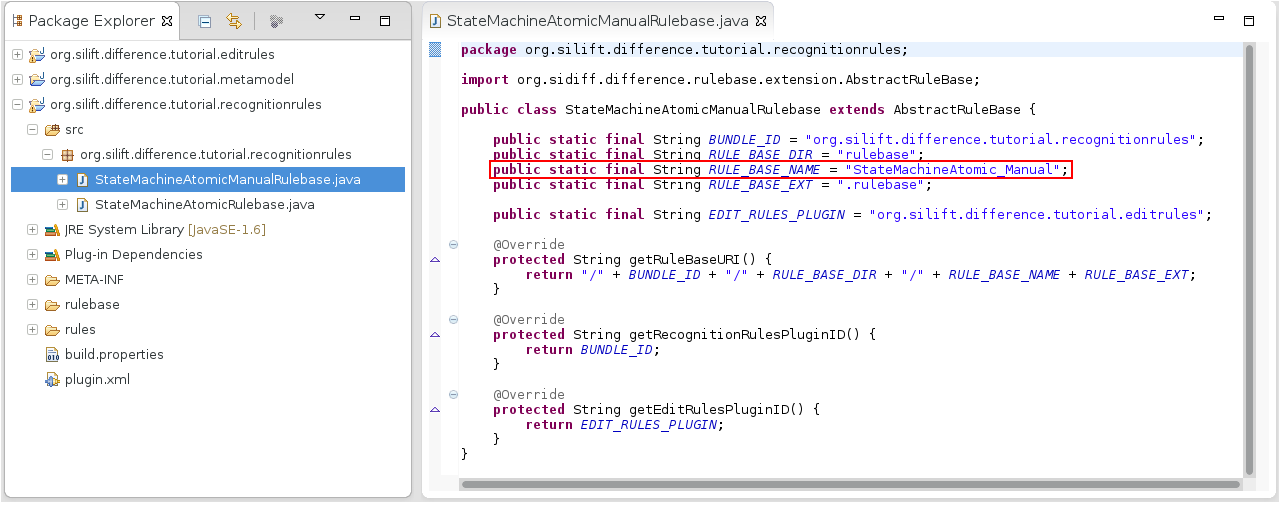 Package Explorer
org.silift.difference.tutorial.editrules
org.silift.difference.tutorial.metamodel
org.silift.difference.tutorial.recognitionrules
src
org.silift.difference.tutorial.recognitionrules
StateMachineAtomicManualRulebase.java
StateMachineAtomicRulebase.java
JRE System Library [JavaSE-1.6]
Plug-in Dependencies
META-INF
rulebase
rules
build.properties
plugin.xml
StateMachineAtomicManualRulebase.java
package org.silift.difference.tutorial.recognitionrules;
import org.sidiff.difference.rulebase.extension.AbstractRuleBase;
public class StateMachineAtomicManualRulebase extends AbstractRuleBase {
public static final String BUNDLE_ID = "org.silift.difference.tutorial.recognitionrules";
public static final String RULE_BASE_DIR = "rulebase";
public static final String RULE_BASE_NAME = "StateMachineAtomic_Manual";
public static final String RULE_BASE_EXT = ".rulebase";
public static final String EDIT_RULES_PLUGIN = "org.silift.difference.tutorial.editrules";
@Override
protected String getRuleBaseURI() {
return "/" + BUNDLE_ID + "/" + RULE_BASE_DIR + "/" + RULE_BASE_NAME + RULE_BASE_EXT;
}
@Override
protected String getRecognitionRulesPluginID() {
return BUNDLE_ID;
}
@Override
protected String getEditRulesPluginID() {
return EDIT_RULES_PLUGIN;
}
}